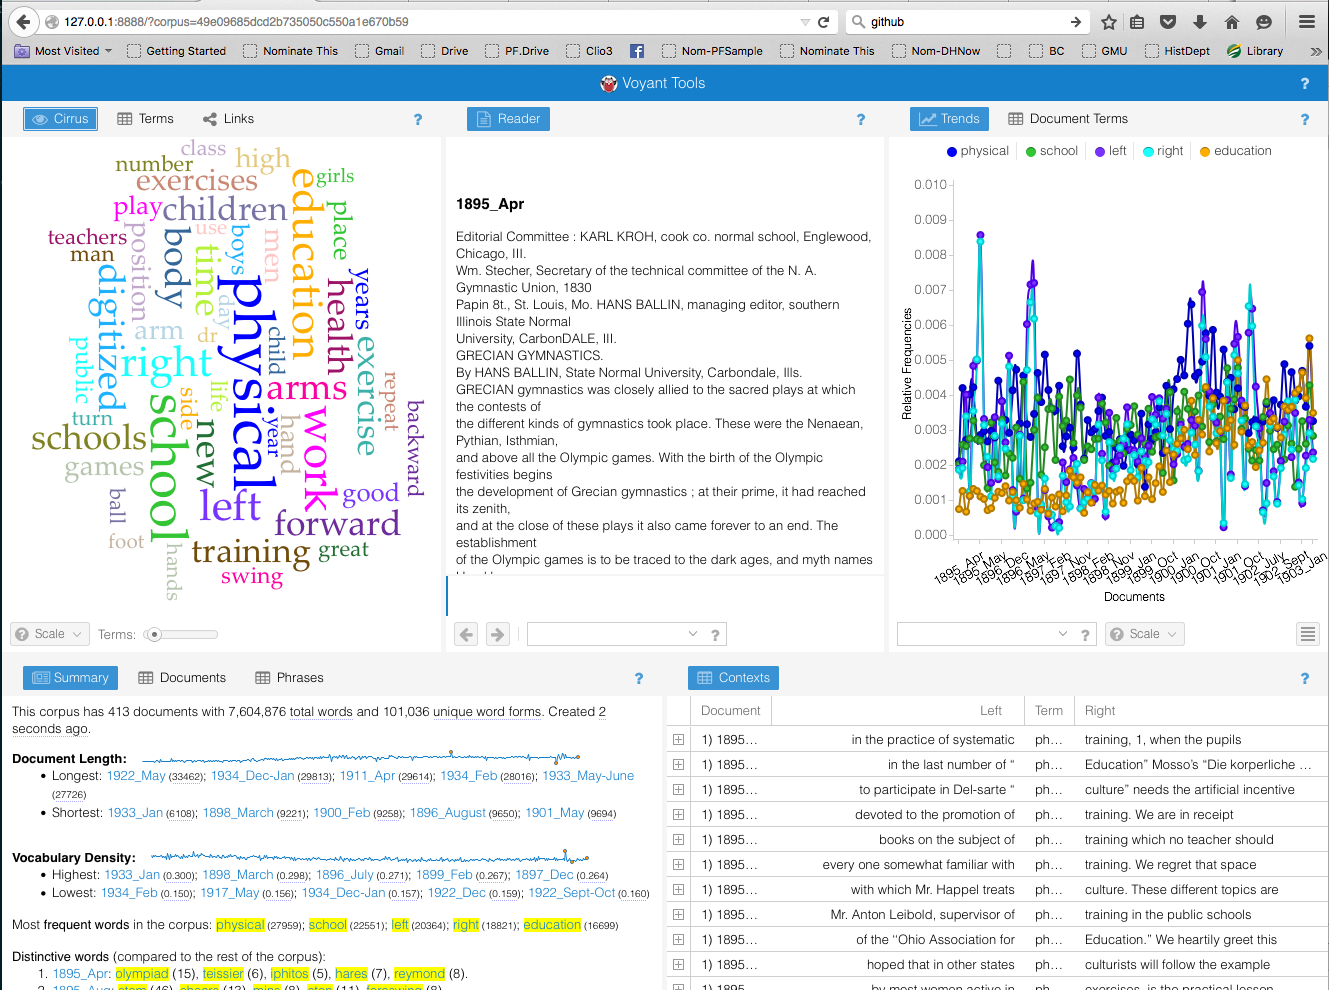 127.0.0.1:8888/?corpus=49e09685dcd2b735050c550a1e670b59
github
Most Visited
Getting Started
Nominate This
Gmail
Drive
PF.Drive
Clio3
Nom-PFSample
Nominate This
Nom-DHNow
BC
GMU
HistDept
Library
Voyant Tools
?
Cirrus
Terms
Links
?
class
number
high
exercises
girls
play
children
education
place
teachers
position
body
use
boys
men
man
time
digitized
physical
health
years
day
arm
dr
child
exercise
public
right
life
arms
repeat
turn
side
school
new
year
hand
work
backward
schools
games
left
good
ball
forward
foot
hands
training
great
swing
? Scale
Terms:
Reader
?
1895_Apr
Editorial Committee : KARL KROH, cook co. normal school, Englewood,
Chicago, III.
Wm. Stecher, Secretary of the technical committee of the N. A.
Gymnastic Union, 1830
Papin 8t., St. Louis, Mo. HANS BALLIN, managing editor, southern
Illinois State Normal
University, CarbonDALE, III.
GRECIAN GYMNASTICS.
By HANS BALLIN, State Normal University, Carbondale, Ills.
GRECIAN gymnastics was closely allied to the sacred plays at which
the contests of
the different kinds of gymnastics took place. These were the Nenaean,
Pythian, Isthmian,
and above all the Olympic games. With the birth of the Olympic
festivities begins
the development of Grecian gymnastics ; at their prime, it had reached
its zenith,
and at the close of these plays it also came forever to an end. The
establishment
of the Olympic games is to be traced to the dark ages, and myth names
?
Trends
Document Terms
?
physical
school
left
right
education
0.010
0.009
0.008
0.007
0.006
0.005
0.004
0.003
0.002
0.001
0.000
Relative Frequencies
1895_Apr
1895_May
1896_Dec
1896_May
1897_Feb
1897_Nov
1898_Feb
1898_Nov
1899_Jan
1899_Oct
1900_Jan
1900_Oct
1901_Jan
1901_Oct
1902_July
1902_Sept
1903_Jan
Documents
?
? Scale
Summary
Documents
Phrases
?
This corpus has 413 documents with 7,604,876 total words and 101,036 unique word forms. Created 2
seconds ago.
Document Length:
Longest: 1922_May (33462); 1934_Dec-Jan (29813); 1911_Apr (29614); 1934_Feb (28016); 1933_May-June
(27726)
Shortest: 1933_Jan (6108); 1898_March (9221); 1900_Feb (9258); 1896_August (9650); 1901_May (9694)
Vocabulary Density:
Highest: 1933_Jan (0.300); 1898_March (0.298); 1896_July (0.271); 1899_Feb (0.267); 1897_Dec (0.264)
Lowest: 1934_Feb (0.150); 1917_May (0.156); 1934_Dec-Jan (0.157); 1922_Dec (0.159); 1922_Sept-Oct (0.160)
Most frequent words in the corpus: physical (27959); school (22551); left (20364); right (18821); education (16699)
Distinctive words (compared to the rest of the corpus):
1. 1895_Apr: olympiad (15), teissier (6), iphitos (5), hares (7), reymond (8).
Contexts
?
Document Left Term Right
1) 1895... in the practice of systematic ph... training, 1, when the pupils
1) 1895... in the last number of “ ph... Education” Mosso’s “Die korperliche ...
1) 1895... to participate in Del-sarte “ ph... culture” needs the artificial incentive
1) 1895... devoted to the promotion of ph... training. We are in receipt
1) 1895... books on the subject of ph... training which no teacher should
1) 1895... every one somewhat familiar with ph... training. We regret that space
1) 1895... with which Mr. Happel treats ph... culture. These different topics are
1) 1895... Mr. Anton Leibold, supervisor of ph... training in the public schools
1) 1895... of the “Ohio Association for ph... Education.” We heartily greet this
1) 1895... hoped that in other states ph... culturists will follow the example
1) 1895... by most women active in ph... exercises, is the practical lesson